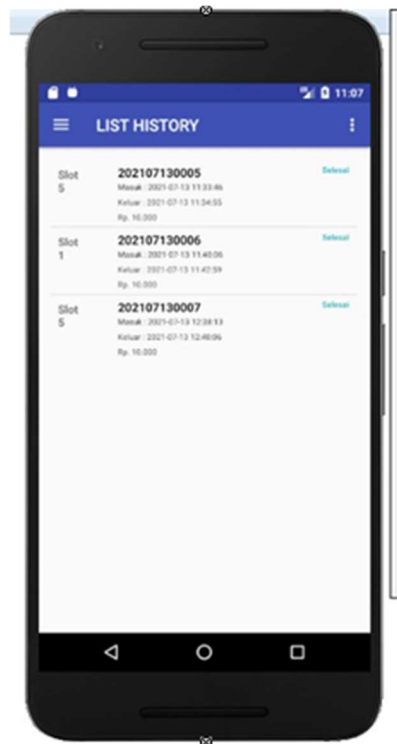 11:07
LIST HISTORY
Slot 5
202107130005
Selesai
Masuk : 2021-07-13 11:33:46
Keluar : 2021-07-13 11:34:55
Rp. 10.000
Slot 1
202107130006
Selesai
Masuk : 2021-07-13 11:40:06
Keluar : 2021-07-13 11:42:59
Rp. 10.000
Slot 5
202107130007
Selesai
Masuk : 2021-07-13 12:38:13
Keluar : 2021-07-13 12:40:06
Rp. 10.000